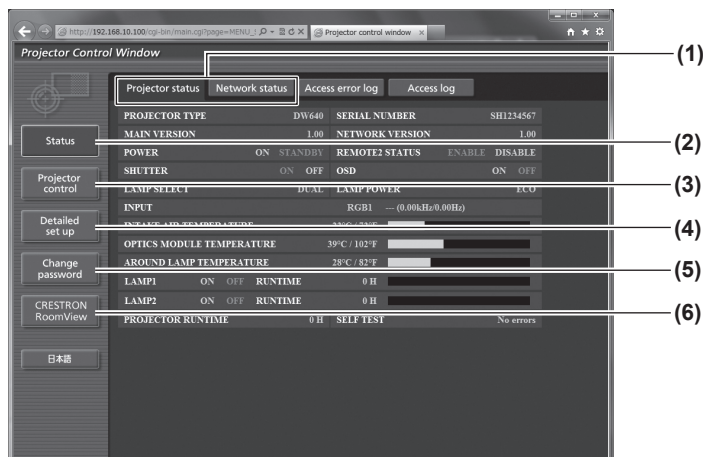 http://192.168.10.100/cgi-bin/main.cgi?page=MENU_S
Projector control window
Projector Control Window
(1)
Projector status
Network status
Access error log
Access log
PROJECTOR TYPE DW640 SERIAL NUMBER SH1234567
MAIN VERSION 1.00 NETWORK VERSION 1.00
Status
(2)
POWER ON STANDBY REMOTE2 STATUS ENABLE DISABLE
SHUTTER ON OFF OSD ON OFF
Projector control
(3)
LAMP SELECT DUAL LAMP POWER ECO
INPUT RGB1 --- (0.00kHz/0.00Hz)
Detailed set up
(4)
INTAKE AIR TEMPERATURE
OPTICS MODULE TEMPERATURE 39°C / 102°F
AROUND LAMP TEMPERATURE 28°C / 82°F
Change password
(5)
LAMP1 ON OFF RUNTIME 0 H
LAMP2 ON OFF RUNTIME 0 H
CRESTRON RoomView
(6)
PROJECTOR RUNTIME 0 H SELF TEST No errors
日本語